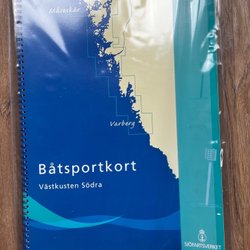 Måseskär
Varberg
Båtsportkort
Västkusten Södra
SJÖFARTSVERKET